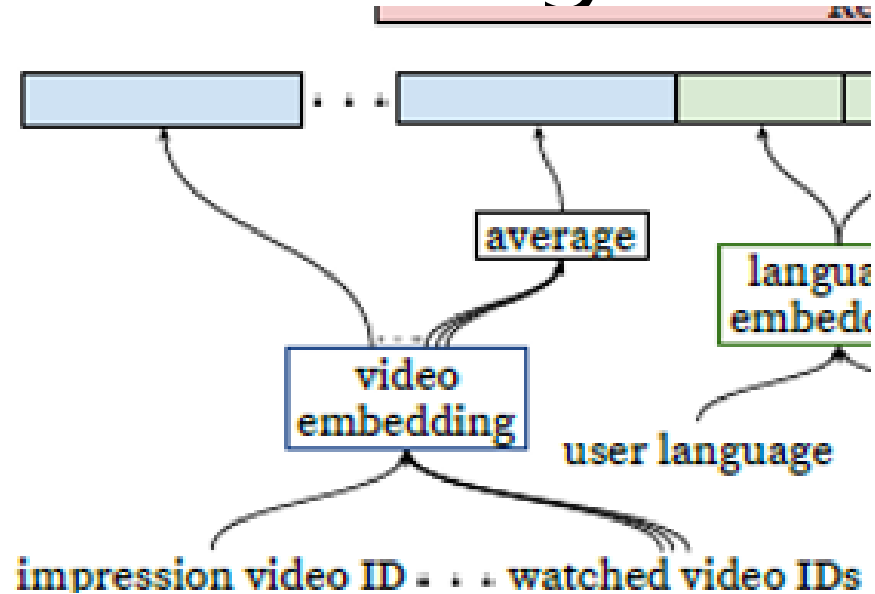 average
video
embedding
user language
impression video ID . . . watched video IDs